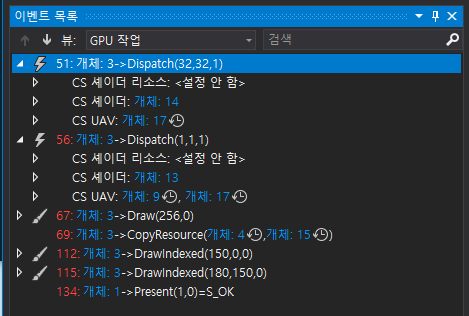 이벤트 목록
뷰: GPU 작업 검색
51: 개체: 3->Dispatch(32,32,1)
CS 셰이더 리소스: <설정 안 함>
CS 셰이더: 개체: 14
CS UAV: 개체: 17
56: 개체: 3->Dispatch(1,1,1)
CS 셰이더 리소스: <설정 안 함>
CS 셰이더: 개체: 13
CS UAV: 개체: 9, 개체: 17
67: 개체: 3->Draw(256,0)
69: 개체: 3->CopyResource(개체: 4,개체: 15)
112: 개체: 3->DrawIndexed(150,0,0)
115: 개체: 3->DrawIndexed(180,150,0)
134: 개체: 1->Present(1,0)=S_OK